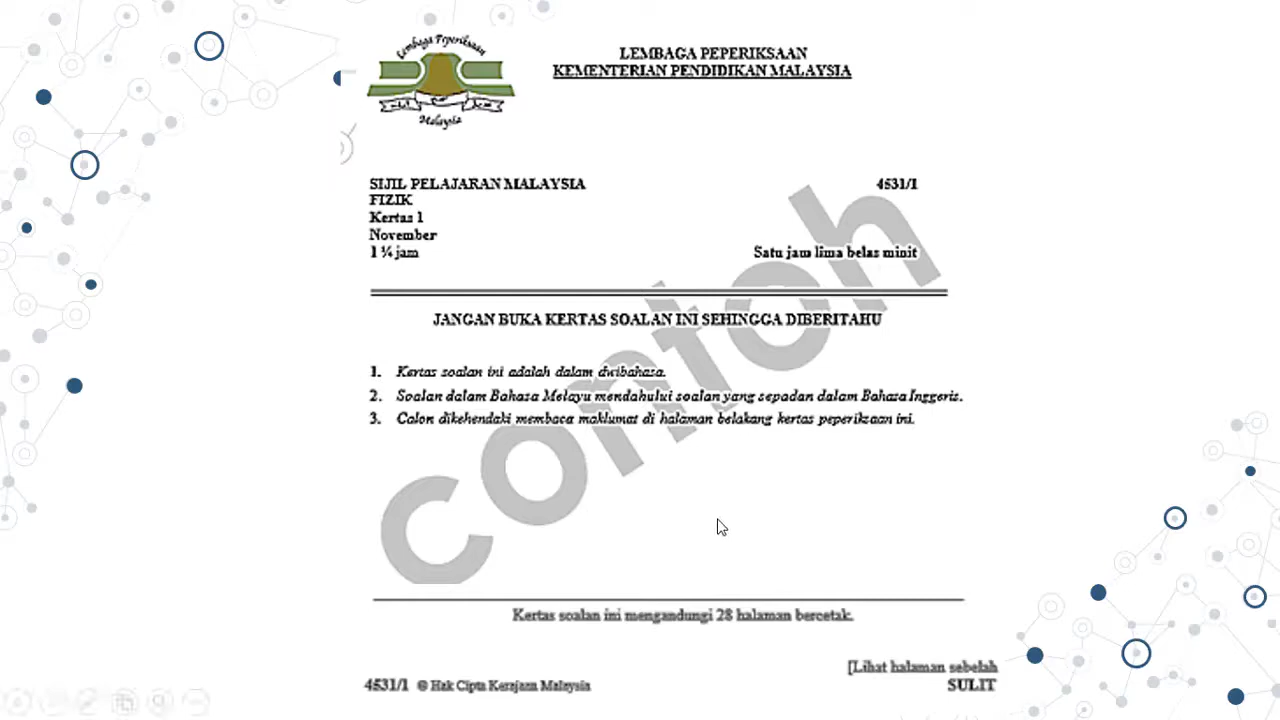 Lembaga Peperiksaan
Malaysia
LEMBAGA PEPERIKSAAN
KEMENTERIAN PENDIDIKAN MALAYSIA
SIJIL PELAJARAN MALAYSIA 4531/1
FIZIK
Kertas 1
November
1 ¼ jam Satu jam lima belas minit
JANGAN BUKA KERTAS SOALAN INI SEHINGGA DIBERITAHU
1. Kertas soalan ini adalah dalam dwibahasa.
2. Soalan dalam Bahasa Melayu mendahului soalan yang sepadan dalam Bahasa Inggeris.
3. Calon dikehendaki membaca maklumat di halaman belakang kertas peperiksaan ini.
contoh
Kertas soalan ini mengandungi 28 halaman bercetak.
[Lihat halaman sebelah
4531/1 © Hak Cipta Kerajaan Malaysia SULIT